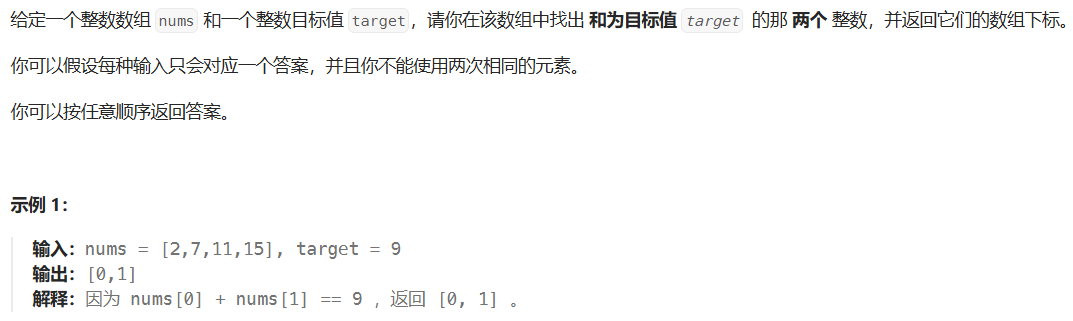 给定一个整数数组 nums 和一个整数目标值 target，请你在该数组中找出 和为目标值 target 的那 两个 整数，并返回它们的数组下标。
你可以假设每种输入只会对应一个答案，并且你不能使用两次相同的元素。
你可以按任意顺序返回答案。
示例 1：
输入：nums = [2,7,11,15], target = 9
输出：[0,1]
解释：因为 nums[0] + nums[1] == 9 ，返回 [0, 1] 。